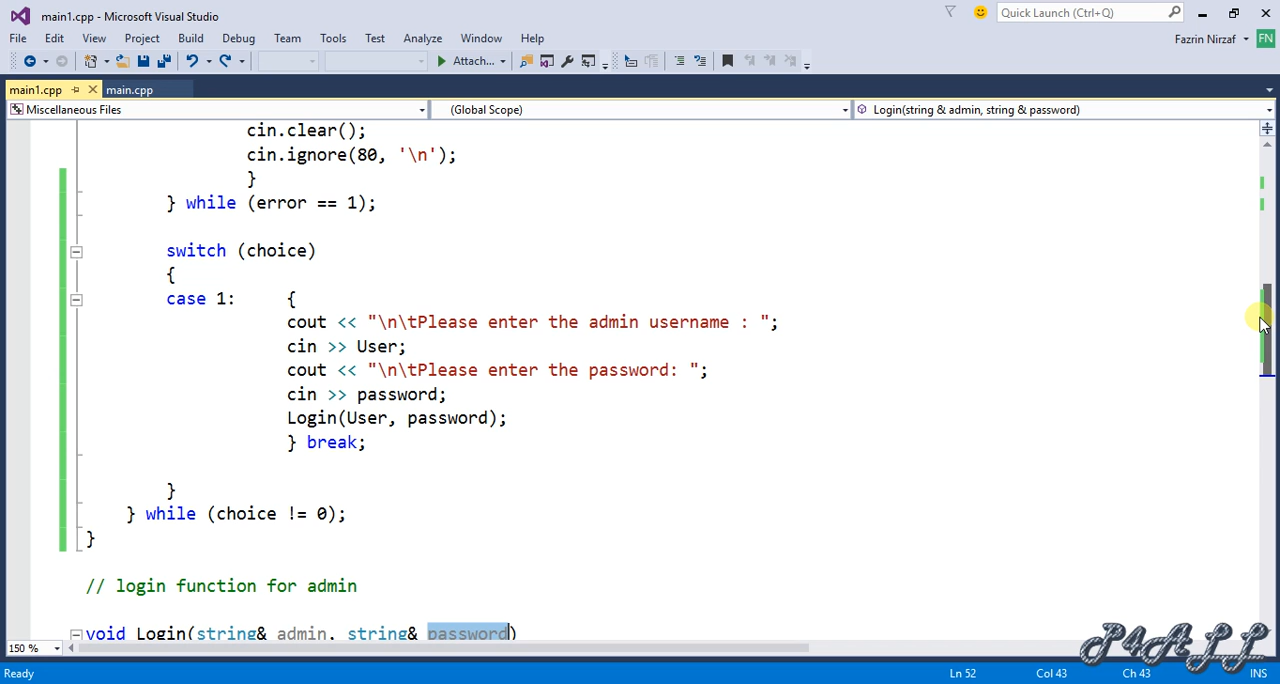 main1.cpp - Microsoft Visual Studio
Quick Launch (Ctrl+Q)
File Edit View Project Build Debug Team Tools Test Analyze Window Help
Fazrin Nirzaf FN
Attach...
main1.cpp main.cpp
Miscellaneous Files (Global Scope) Login(string & admin, string & password)
cin.clear();
cin.ignore(80, '\n');
}
} while (error == 1);
switch (choice)
{
case 1: {
cout << "\n\tPlease enter the admin username : ";
cin >> User;
cout << "\n\tPlease enter the password: ";
cin >> password;
Login(User, password);
} break;
}
} while (choice != 0);
}
// login function for admin
void Login(string& admin, string& password)
150 %
P4ALL
Ready Ln 52 Col 43 Ch 43 INS